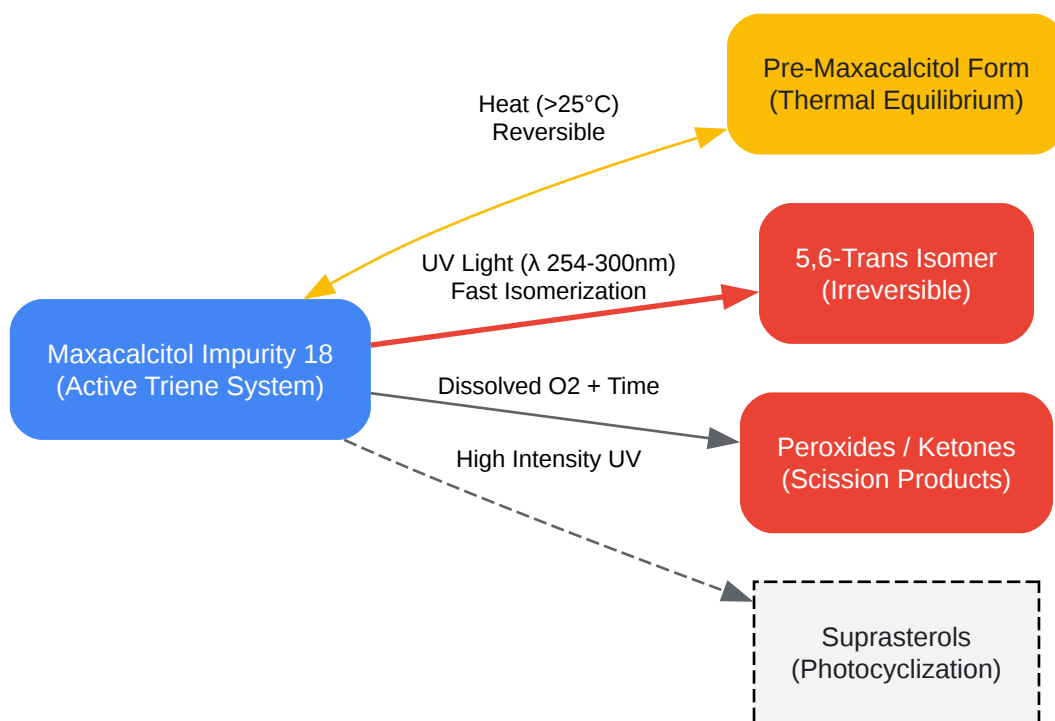 Pre-Maxacalcitol Form
(Thermal Equilibrium)
Heat (>25°C)
Reversible
UV Light (λ 254-300nm)
Fast Isomerization
5,6-Trans Isomer
(Irreversible)
Maxacalcitol Impurity 18
(Active Triene System)
Dissolved O2 + Time
Peroxides / Ketones
(Scission Products)
High Intensity UV
Suprasterols
(Photocyclization)